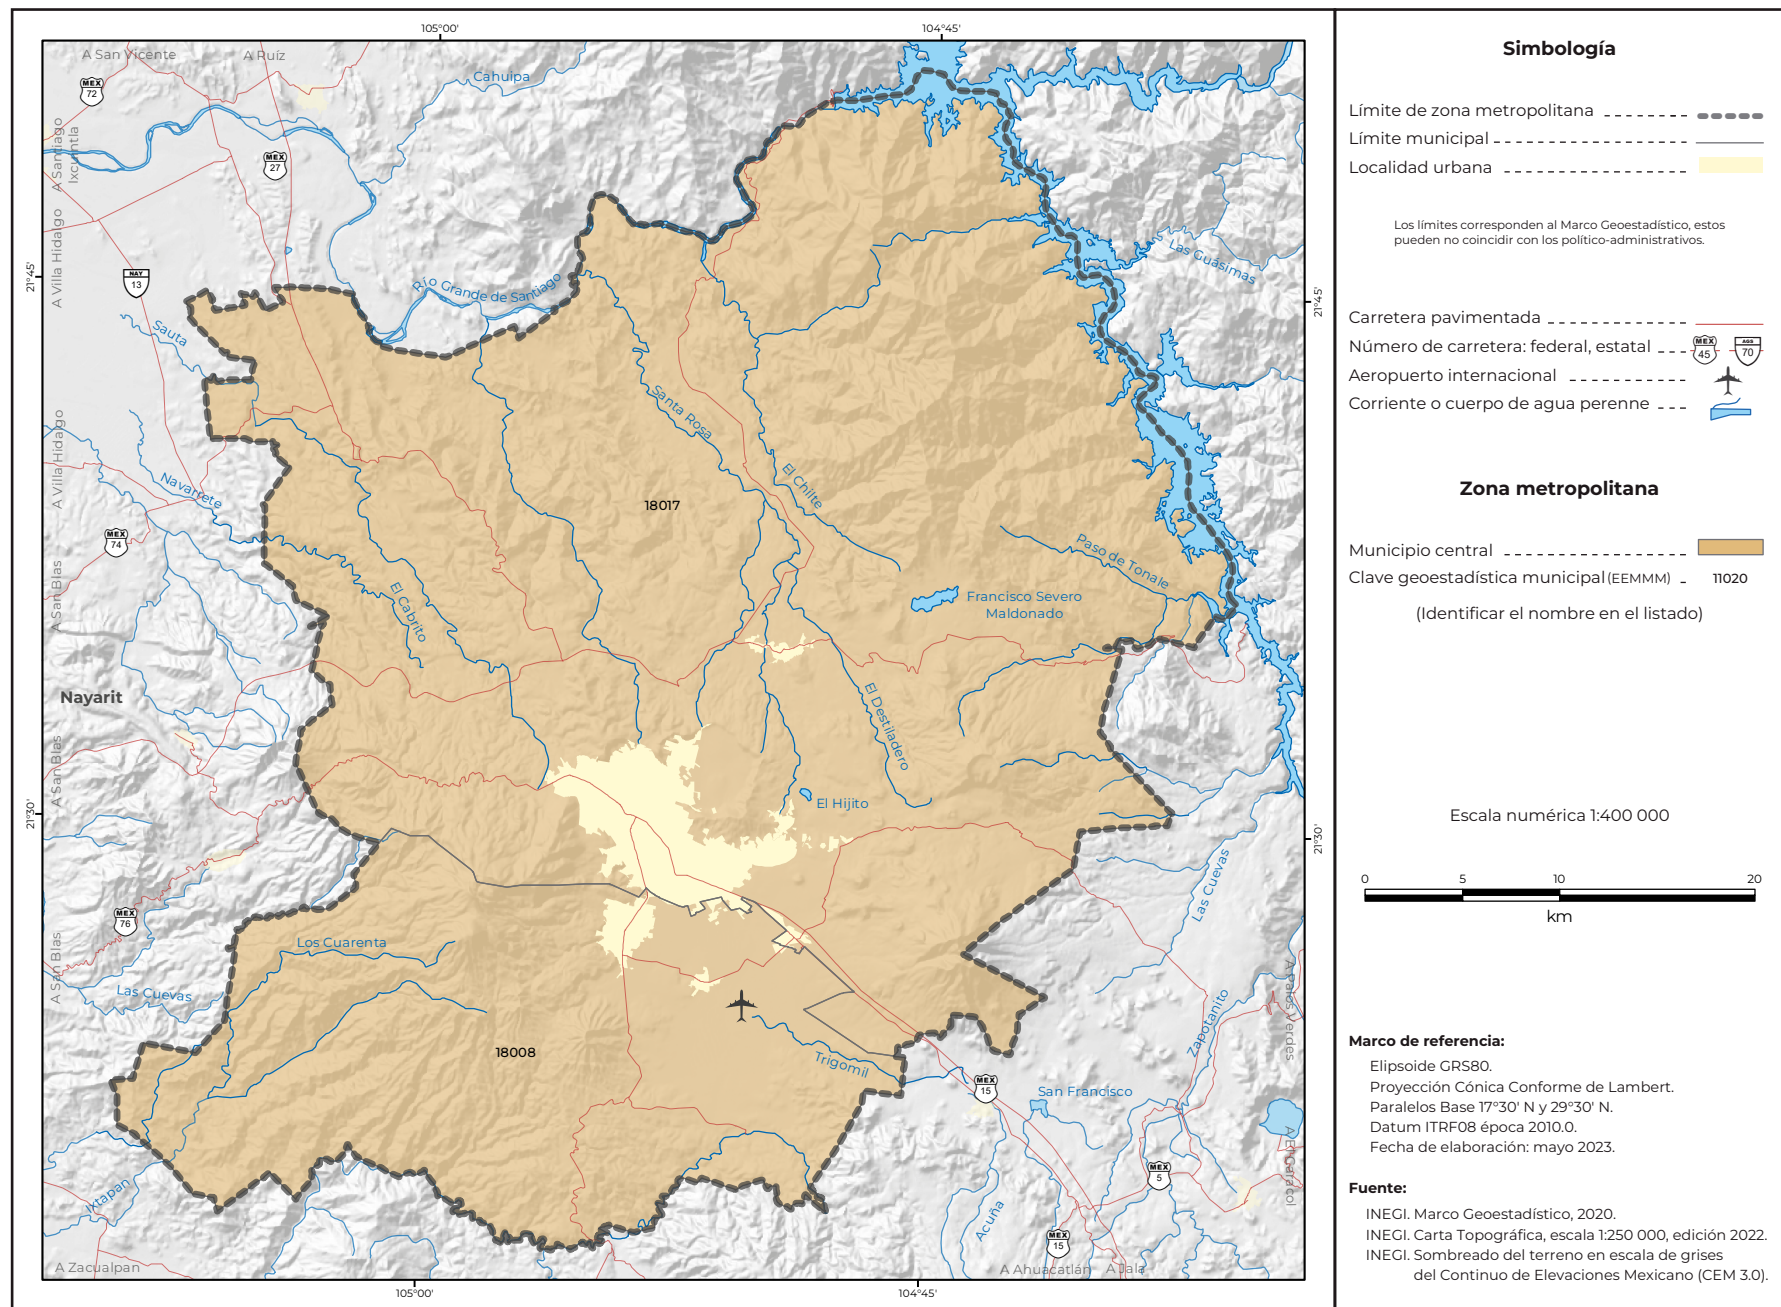 105°00'
104°45'
A San Vicente
A Ruíz
MEX
72
Cahuipa
A Santiago
Ixcuintla
MEX
27
A Villa Hidalgo
21°45'
NAY
13
Río Grande de Santiago
Las Guásimas
21°45'
Sauta
Santa Rosa
A Villa Hidalgo
Navarrete
El Chilte
18017
MEX
74
Paso de Tonale
A San Blas
El Cabrito
Francisco Severo
Maldonado
Nayarit
El Destiladero
A San Blas
21°30'
El Hijito
21°30'
Las Cuevas
MEX
76
Los Cuarenta
A San Blas
Las Cuevas
A Palos Verdes
Zapotanito
18008
Trigomil
MEX
15
San Francisco
A El Caracol
MEX
5
Ixtapan
Acuña
MEX
15
A Zacualpan
A Ahuacatlán
A Jala
105°00'
104°45'
Simbología
Límite de zona metropolitana
Límite municipal
Localidad urbana
Los límites corresponden al Marco Geoestadístico, estos
pueden no coincidir con los político-administrativos.
Carretera pavimentada
Número de carretera: federal, estatal
MEX
45
AGS
70
Aeropuerto internacional
Corriente o cuerpo de agua perenne
Zona metropolitana
Municipio central
Clave geoestadística municipal (EEMMM) 11020
(Identificar el nombre en el listado)
Escala numérica 1:400 000
0 5 10 20
km
Marco de referencia:
Elipsoide GRS80.
Proyección Cónica Conforme de Lambert.
Paralelos Base 17°30' N y 29°30' N.
Datum ITRF08 época 2010.0.
Fecha de elaboración: mayo 2023.
Fuente:
INEGI. Marco Geoestadístico, 2020.
INEGI. Carta Topográfica, escala 1:250 000, edición 2022.
INEGI. Sombreado del terreno en escala de grises
del Continuo de Elevaciones Mexicano (CEM 3.0).